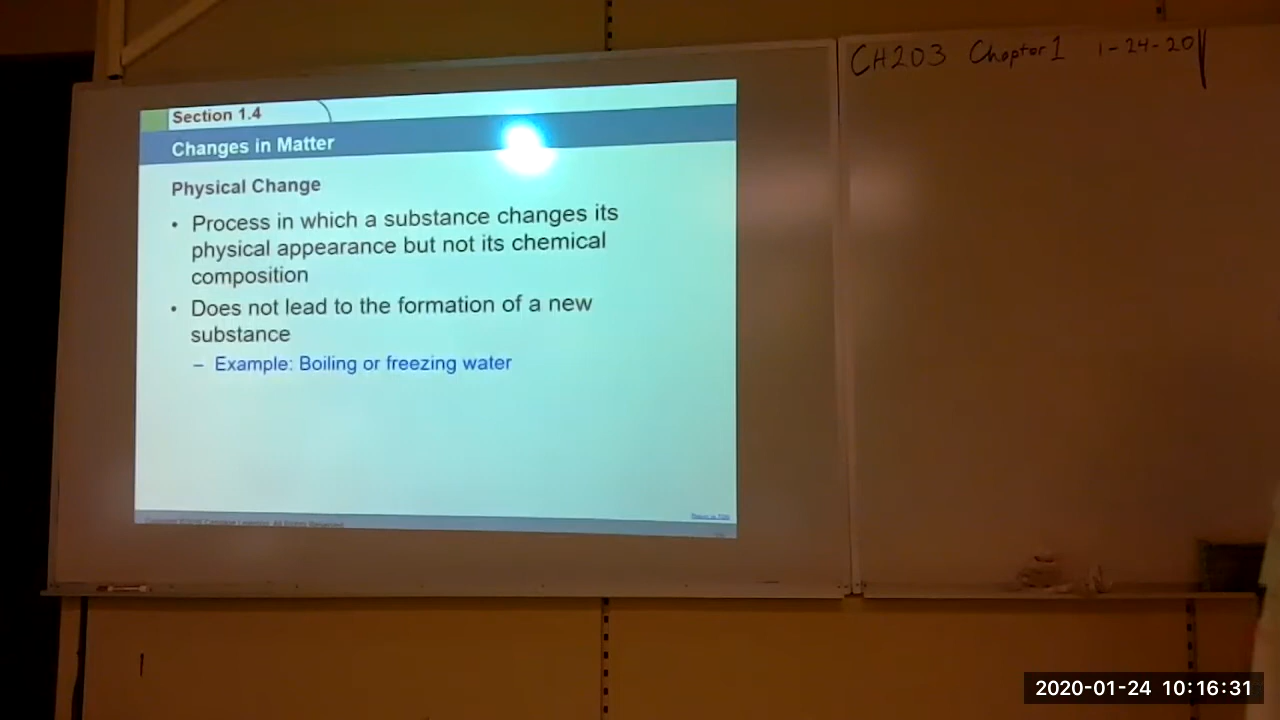 CH203 Chapter 1 1-24-20
Section 1.4
Changes in Matter
Physical Change
• Process in which a substance changes its
physical appearance but not its chemical
composition
• Does not lead to the formation of a new
substance
– Example: Boiling or freezing water
2020-01-24 10:16:31